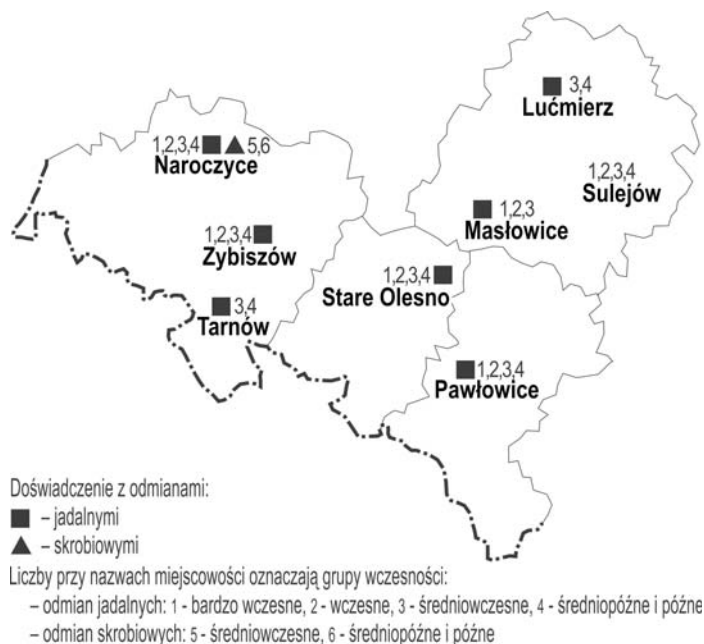 3,4
Lućmierz
1,2,3,4 5,6
Naroczyce
1,2,3,4
Sulejów
1,2,3
Masłowice
1,2,3,4
Zybiszów
1,2,3,4
Stare Olesno
3,4
Tarnów
1,2,3,4
Pawłowice
Doświadczenie z odmianami:
– jadalnymi
– skrobiowymi
Liczby przy nazwach miejscowości oznaczają grupy wczesności:
– odmian jadalnych: 1 - bardzo wczesne, 2 - wczesne, 3 - średniowczesne, 4 - średniopóźne i późne
– odmian skrobiowych: 5 - średniowczesne, 6 - średniopóźne i późne